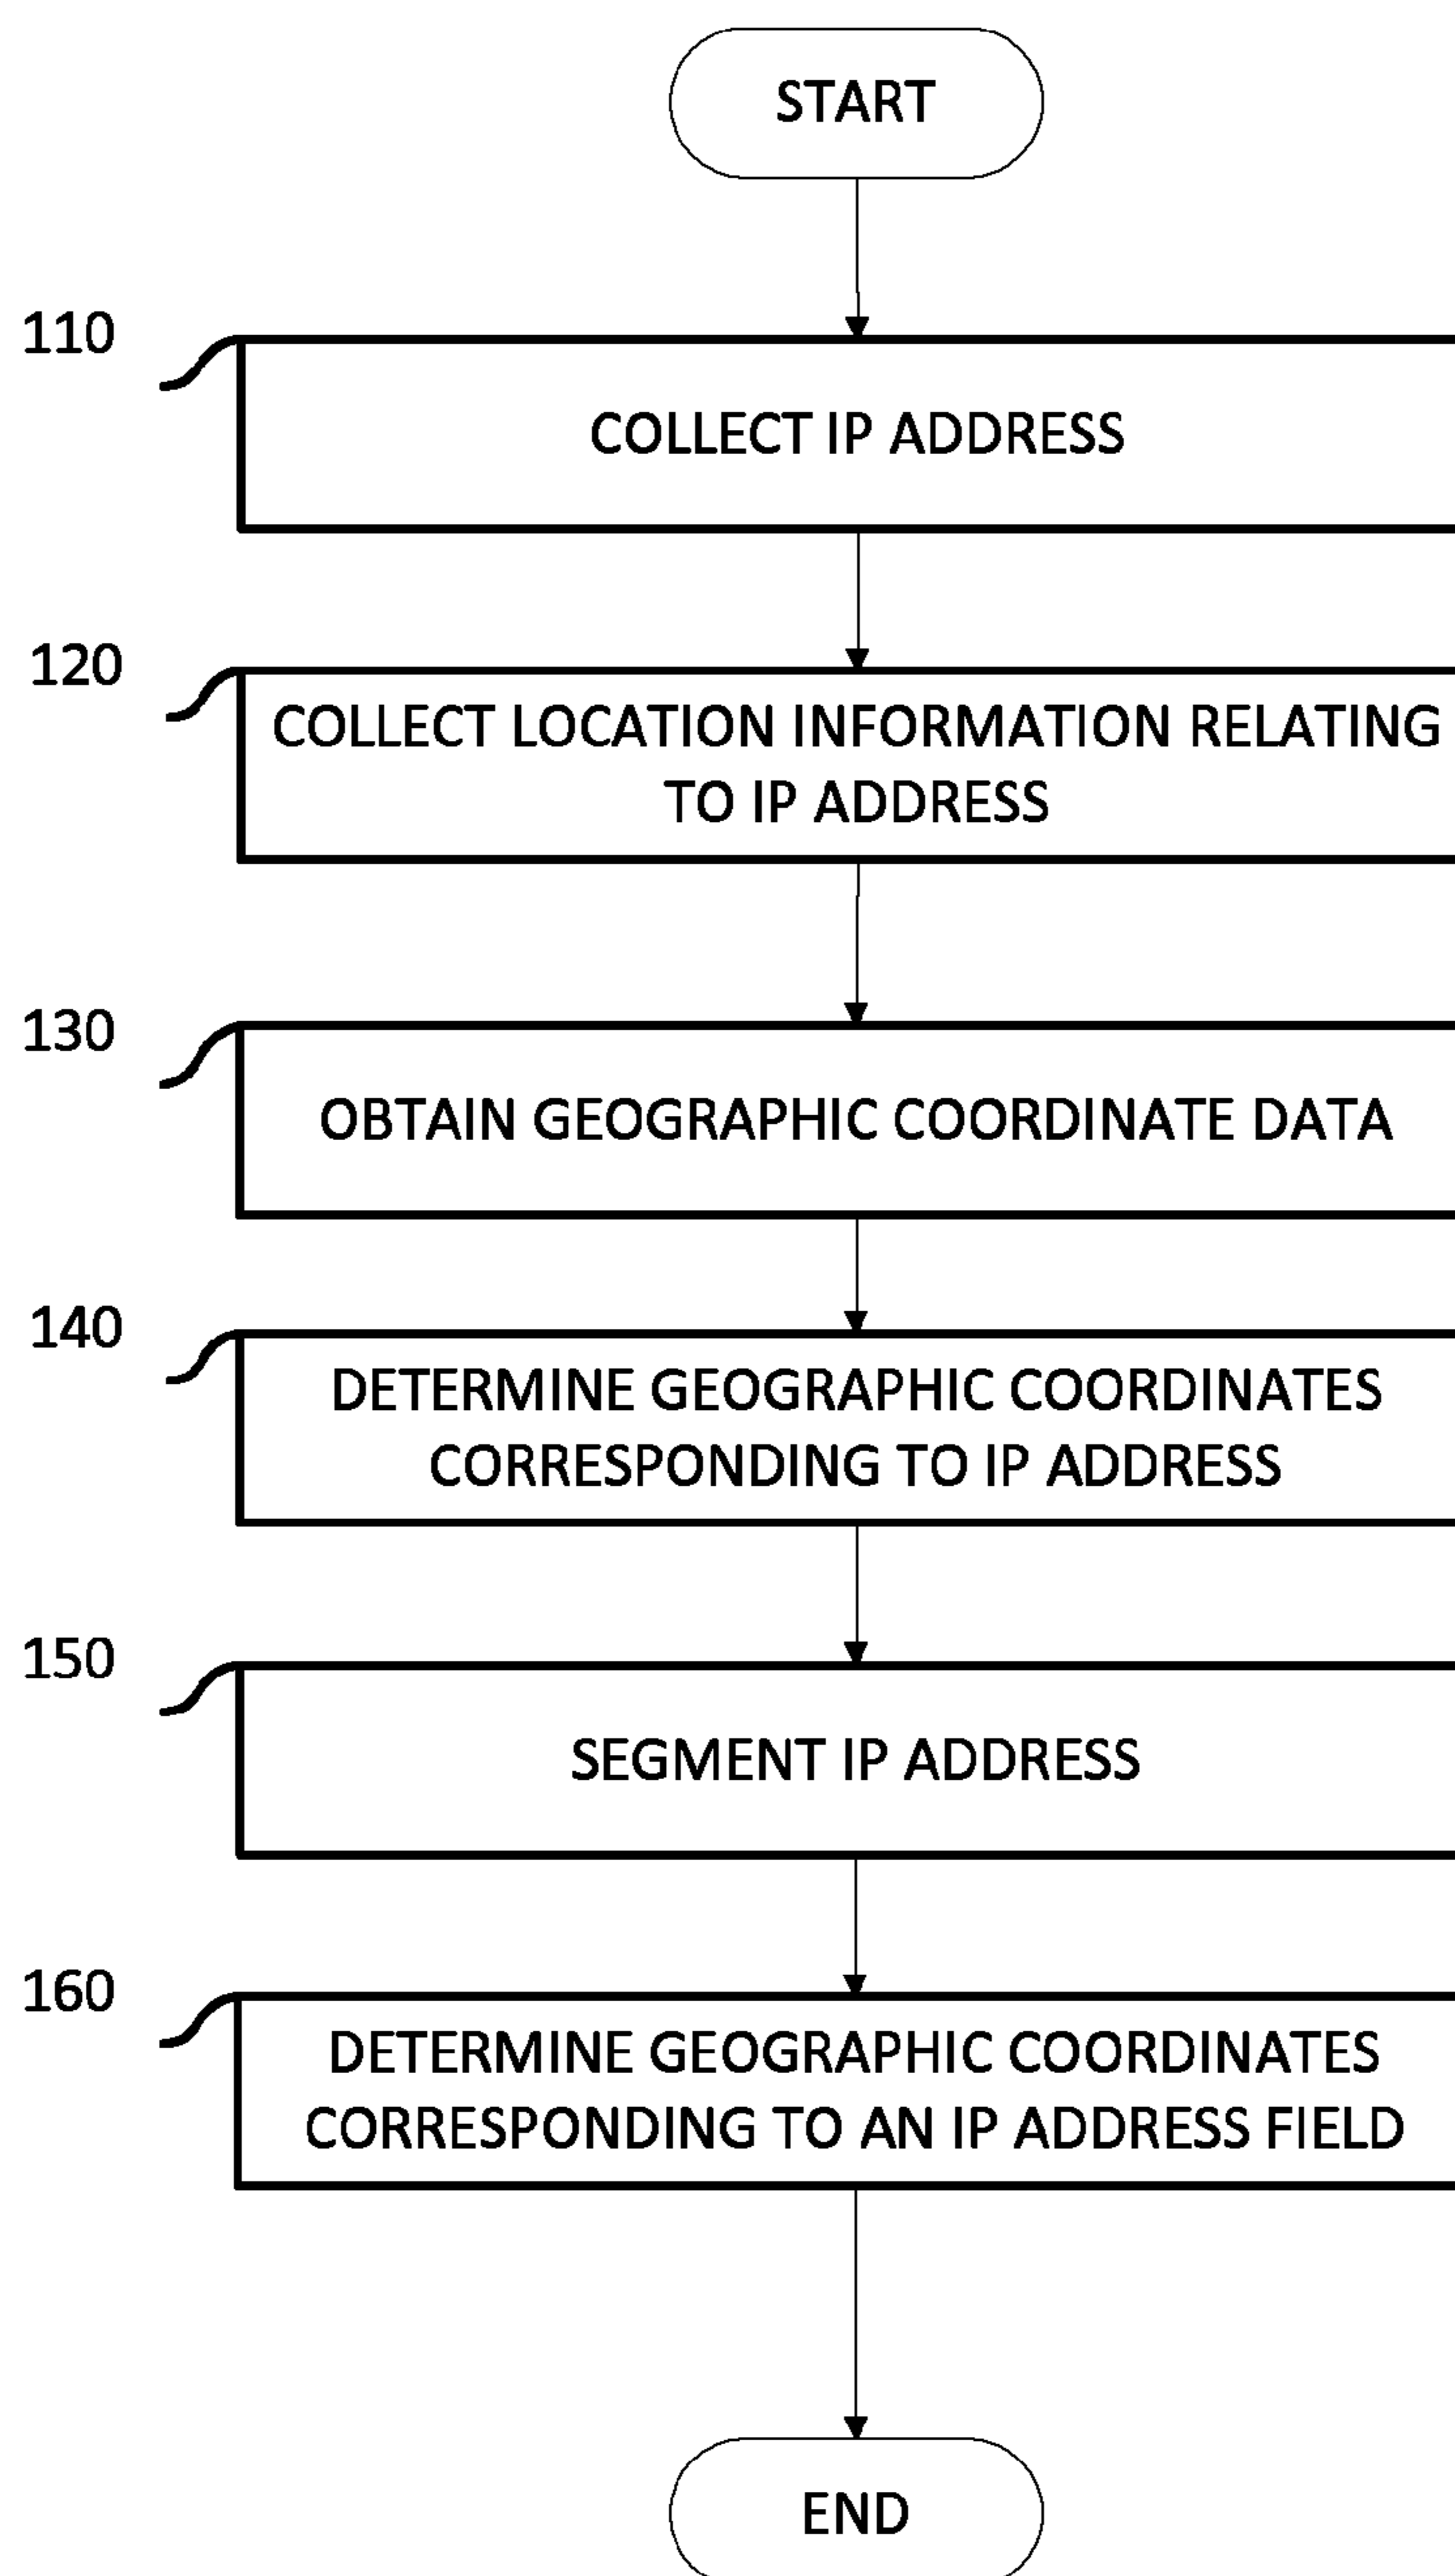 START
110
COLLECT IP ADDRESS
120
COLLECT LOCATION INFORMATION RELATING
TO IP ADDRESS
130
OBTAIN GEOGRAPHIC COORDINATE DATA
140
DETERMINE GEOGRAPHIC COORDINATES
CORRESPONDING TO IP ADDRESS
150
SEGMENT IP ADDRESS
160
DETERMINE GEOGRAPHIC COORDINATES
CORRESPONDING TO AN IP ADDRESS FIELD
END